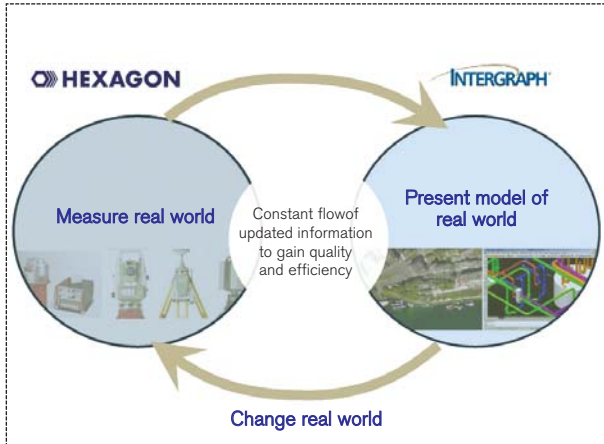 HEXAGON
INTERGRAPH
Measure real world
Constant flowof
updated information
to gain quality
and efficiency
Present model of
real world
Change real world